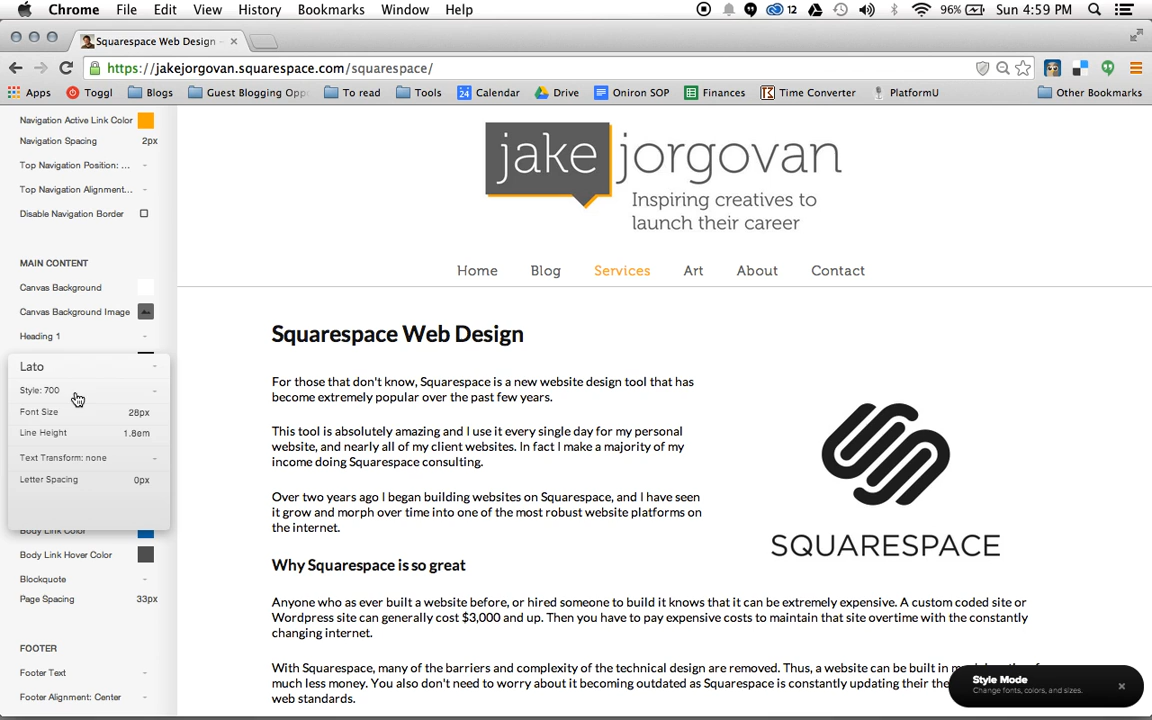 Chrome File Edit View History Bookmarks Window Help 12 96% Sun 4:59 PM
Squarespace Web Design -
https://jakejorgovan.squarespace.com/squarespace/
Apps Toggl Blogs Guest Blogging Opp To read Tools 24 Calendar Drive Oniron SOP Finances Time Converter PlatformU Other Bookmarks
Navigation Active Link Color
Navigation Spacing 2px
Top Navigation Position: ...
Top Navigation Alignment...
Disable Navigation Border
MAIN CONTENT
Canvas Background
Canvas Background Image
Heading 1
Lato
Style: 700
Font Size 28px
Line Height 1.8em
Text Transform: none
Letter Spacing 0px
Body Link Color
Body Link Hover Color
Blockquote
Page Spacing 33px
FOOTER
Footer Text
Footer Alignment: Center
jake jorgovan
Inspiring creatives to
launch their career
Home Blog Services Art About Contact
Squarespace Web Design
For those that don't know, Squarespace is a new website design tool that has
become extremely popular over the past few years.
This tool is absolutely amazing and I use it every single day for my personal
website, and nearly all of my client websites. In fact I make a majority of my
income doing Squarespace consulting.
Over two years ago I began building websites on Squarespace, and I have seen
it grow and morph over time into one of the most robust website platforms on
the internet.
SQUARESPACE
Why Squarespace is so great
Anyone who as ever built a website before, or hired someone to build it knows that it can be extremely expensive. A custom coded site or
Wordpress site can generally cost $3,000 and up. Then you have to pay expensive costs to maintain that site overtime with the constantly
changing internet.
With Squarespace, many of the barriers and complexity of the technical design are removed. Thus, a website can be built in
much less money. You also don't need to worry about it becoming outdated as Squarespace is constantly updating their
web standards.
Style Mode
Change fonts, colors, and sizes.